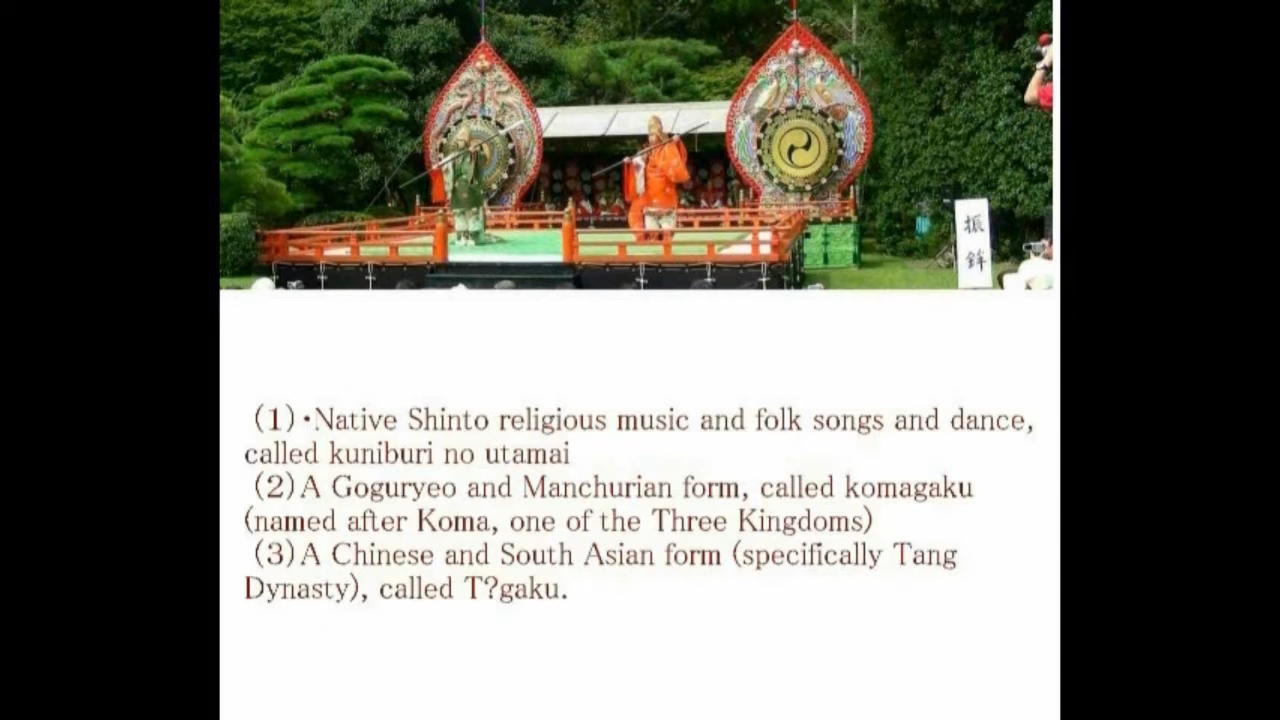 振
鉾
(1)・Native Shinto religious music and folk songs and dance,
called kuniburi no utamai
(2)A Goguryeo and Manchurian form, called komagaku
(named after Koma, one of the Three Kingdoms)
(3)A Chinese and South Asian form (specifically Tang
Dynasty), called T?gaku.